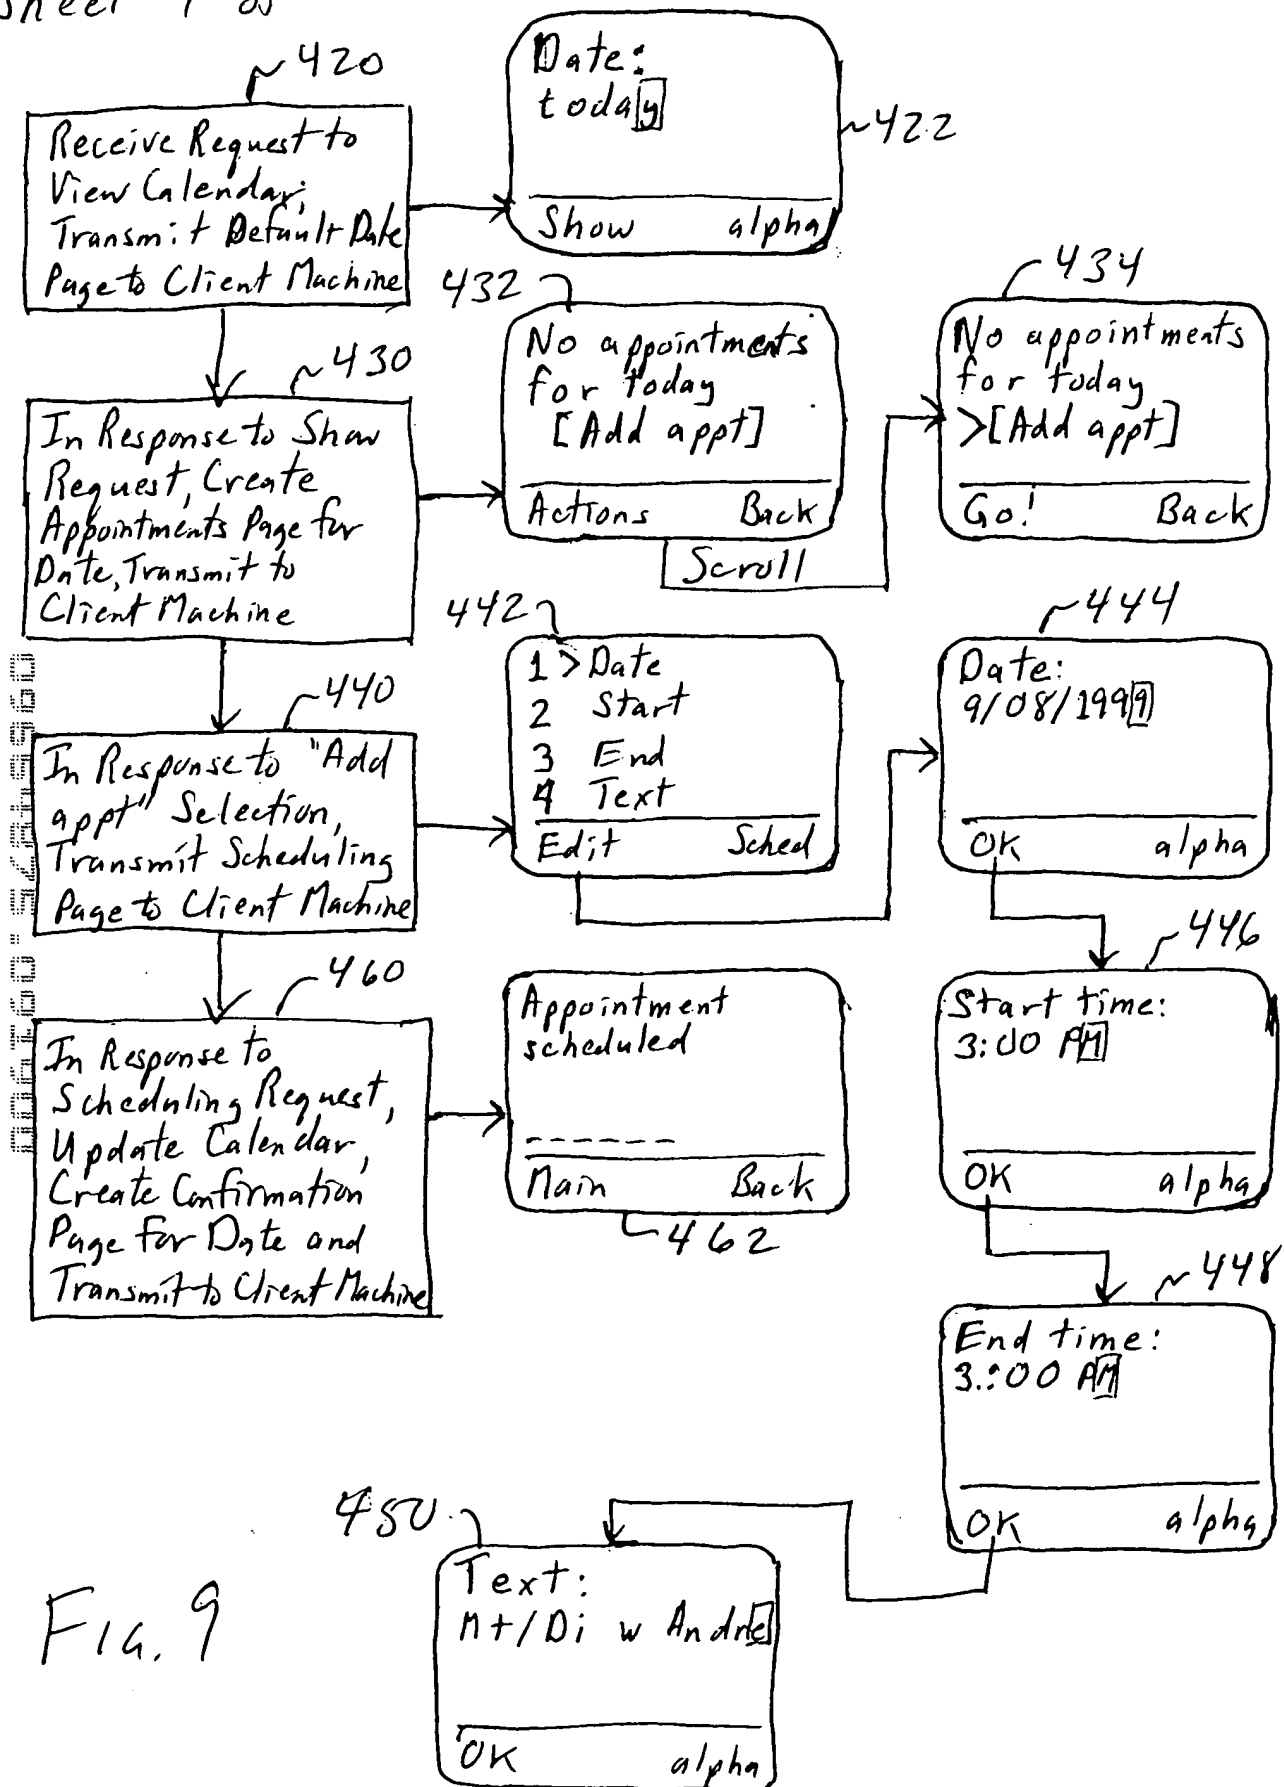 Sheet 9 of
420
Receive Request to
View Calendar;
Transmit Default Date
Page to Client Machine
Date:
today
Show alpha
422
430
In Response to Show
Request, Create
Appointments Page for
Date, Transmit to
Client Machine
432
No appointments
for today
[Add appt]
Actions Back
Scroll
434
No appointments
for today
>[Add appt]
Go! Back
440
In Response to "Add
appt" Selection,
Transmit Scheduling
Page to Client Machine
442
1 > Date
2 Start
3 End
4 Text
Edit Sched
444
Date:
9/08/1999
OK alpha
446
Start time:
3:00 PM
OK alpha
460
In Response to
Scheduling Request,
Update Calendar,
Create Confirmation
Page for Date and
Transmit to Client Machine
Appointment
scheduled
------
Main Back
462
448
End time:
3:00 PM
OK alpha
450
Text:
Mt/Di w Andre
OK alpha
FIG. 9